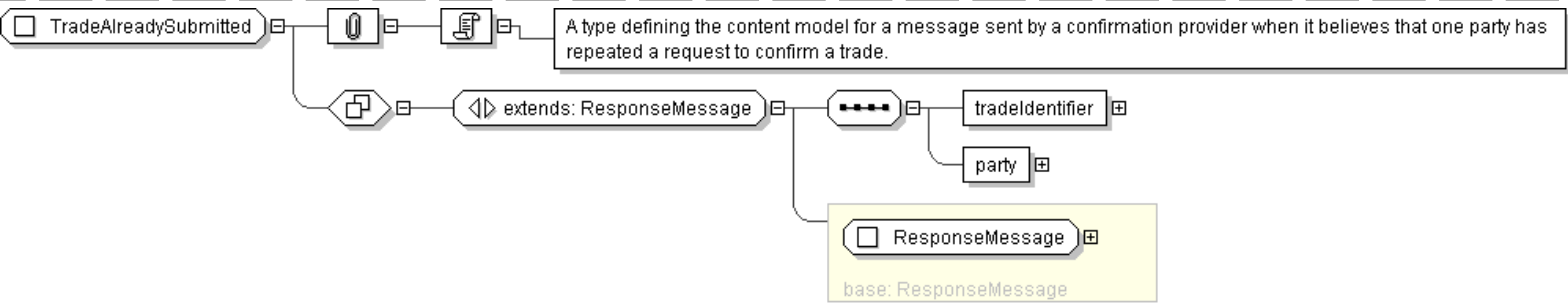 TradeAlreadySubmitted
A type defining the content model for a message sent by a confirmation provider when it believes that one party has
repeated a request to confirm a trade.
extends: ResponseMessage
tradeIdentifier
party
ResponseMessage
base: ResponseMessage